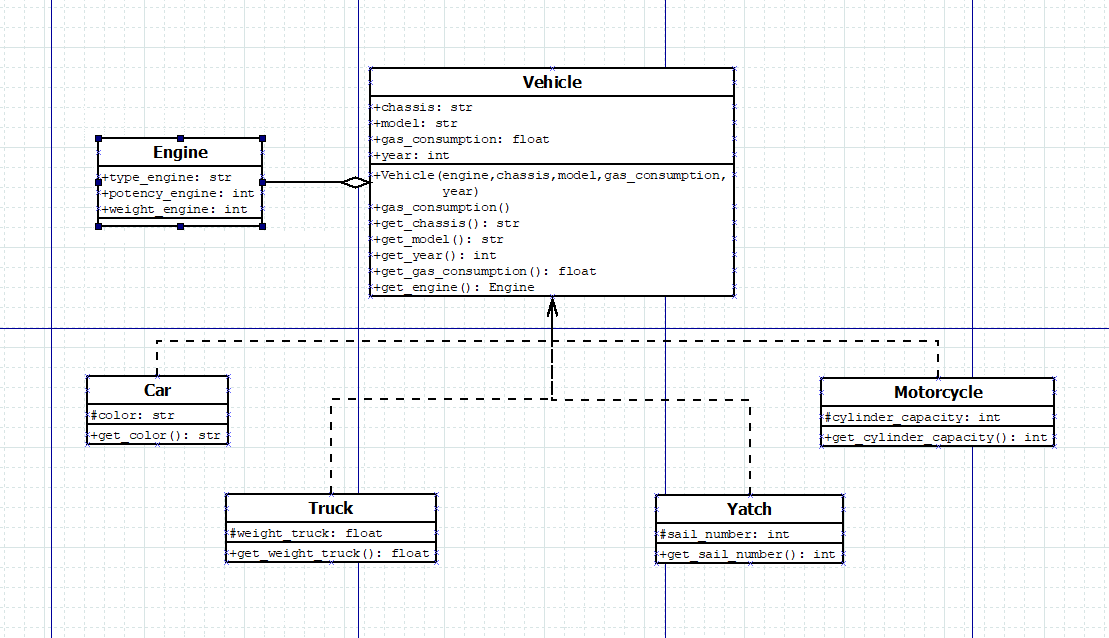 Vehicle
+chassis: str
+model: str
+gas_consumption: float
+year: int
+Vehicle(engine,chassis,model,gas_consumption,
year)
+gas_consumption()
+get_chassis(): str
+get_model(): str
+get_year(): int
+get_gas_consumption(): float
+get_engine(): Engine
Engine
+type_engine: str
+potency_engine: int
+weight_engine: int
Car
#color: str
+get_color(): str
Motorcycle
#cylinder_capacity: int
+get_cylinder_capacity(): int
Truck
#weight_truck: float
+get_weight_truck(): float
Yatch
#sail_number: int
+get_sail_number(): int